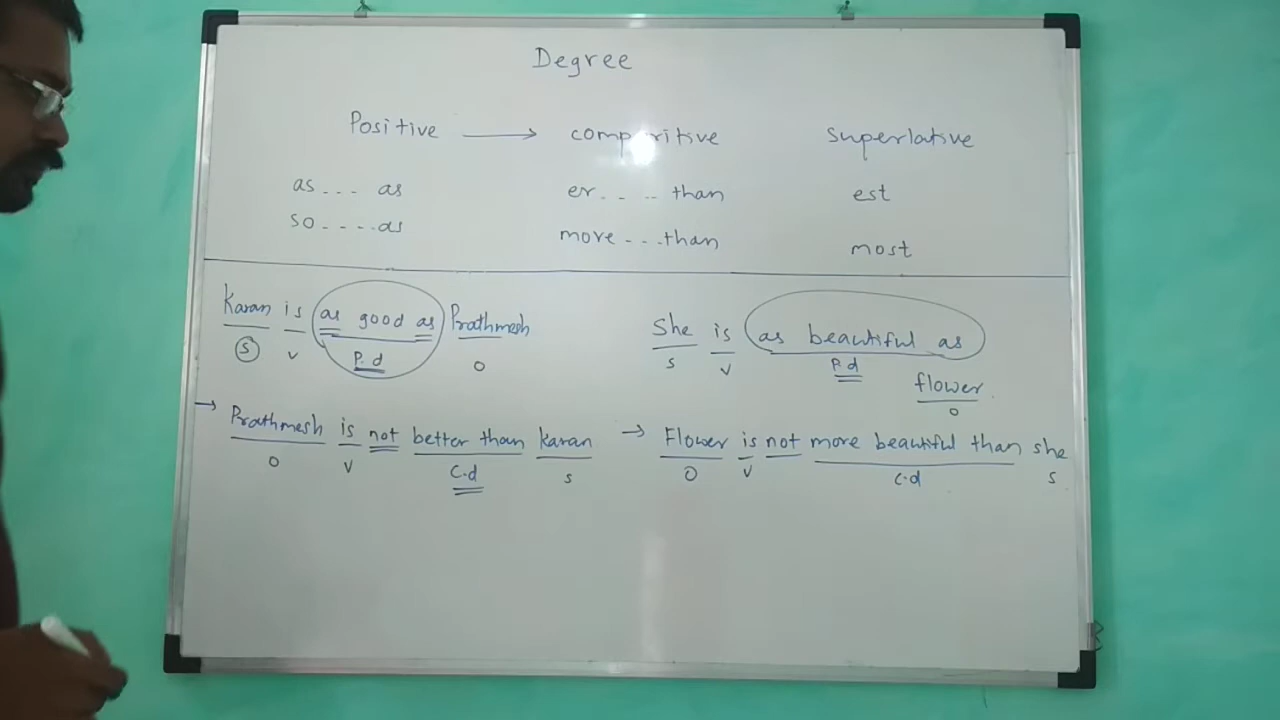 Degree
Positive → comparitive superlative
as... as er.... than est
so....as more...than most
Karan is as good as Prathmesh
S v P.d o
→ Prathmesh is not better than Karan
o v C.d s
She is as beautiful as
s v P.d
flower
o
→ Flower is not more beautiful than she
o v c.d s